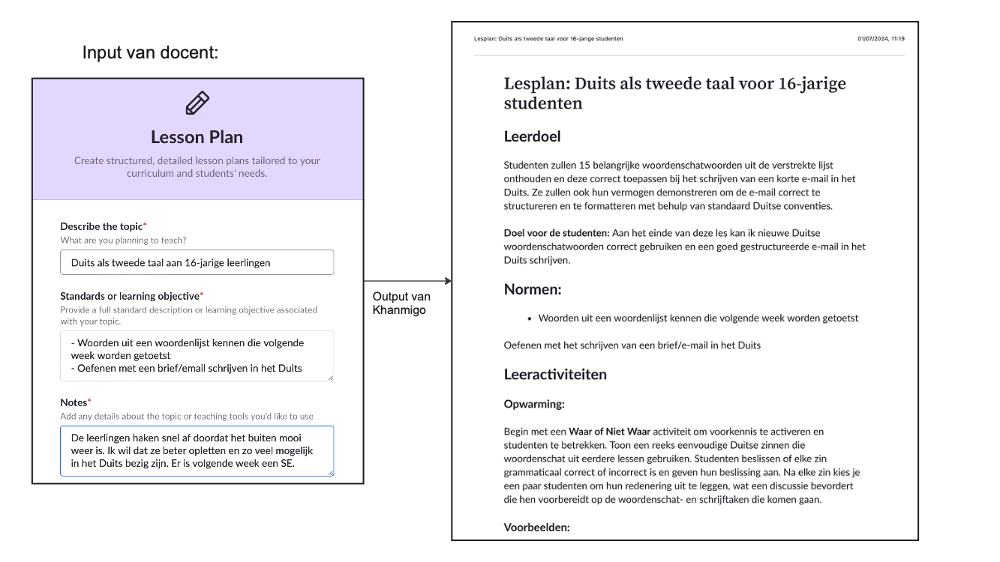 Input van docent:
Lesson Plan
Create structured, detailed lesson plans tailored to your
curriculum and students' needs.
Describe the topic*
What are you planning to teach?
Duits als tweede taal aan 16-jarige leerlingen
Standards or learning objective*
Provide a full standard description or learning objective associated
with your topic.
- Woorden uit een woordenlijst kennen die volgende
week worden getoetst
- Oefenen met een brief/email schrijven in het Duits
Notes*
Add any details about the topic or teaching tools you'd like to use
De leerlingen haken snel af doordat het buiten mooi
weer is. Ik wil dat ze beter opletten en zo veel mogelijk
in het Duits bezig zijn. Er is volgende week een SE.
Output van
Khanmigo
Lesplan: Duits als tweede taal voor 16-jarige studenten
01/07/2024, 11:19
Lesplan: Duits als tweede taal voor 16-jarige
studenten
Leerdoel
Studenten zullen 15 belangrijke woordenschatwoorden uit de verstrekte lijst
onthouden en deze correct toepassen bij het schrijven van een korte e-mail in het
Duits. Ze zullen ook hun vermogen demonstreren om de e-mail correct te
structureren en te formatteren met behulp van standaard Duitse conventies.
Doel voor de studenten: Aan het einde van deze les kan ik nieuwe Duitse
woordenschatwoorden correct gebruiken en een goed gestructureerde e-mail in het
Duits schrijven.
Normen:
• Woorden uit een woordenlijst kennen die volgende week worden getoetst
Oefenen met het schrijven van een brief/e-mail in het Duits
Leeractiviteiten
Opwarming:
Begin met een Waar of Niet Waar activiteit om voorkennis te activeren en
studenten te betrekken. Toon een reeks eenvoudige Duitse zinnen die
woordenschat uit eerdere lessen gebruiken. Studenten beslissen of elke zin
grammaticaal correct of incorrect is en geven hun beslissing aan. Na elke zin kies je
een paar studenten om hun redenering uit te leggen, wat een discussie bevordert
die hen voorbereidt op de woordenschat- en schrijftaken die komen gaan.
Voorbeelden: